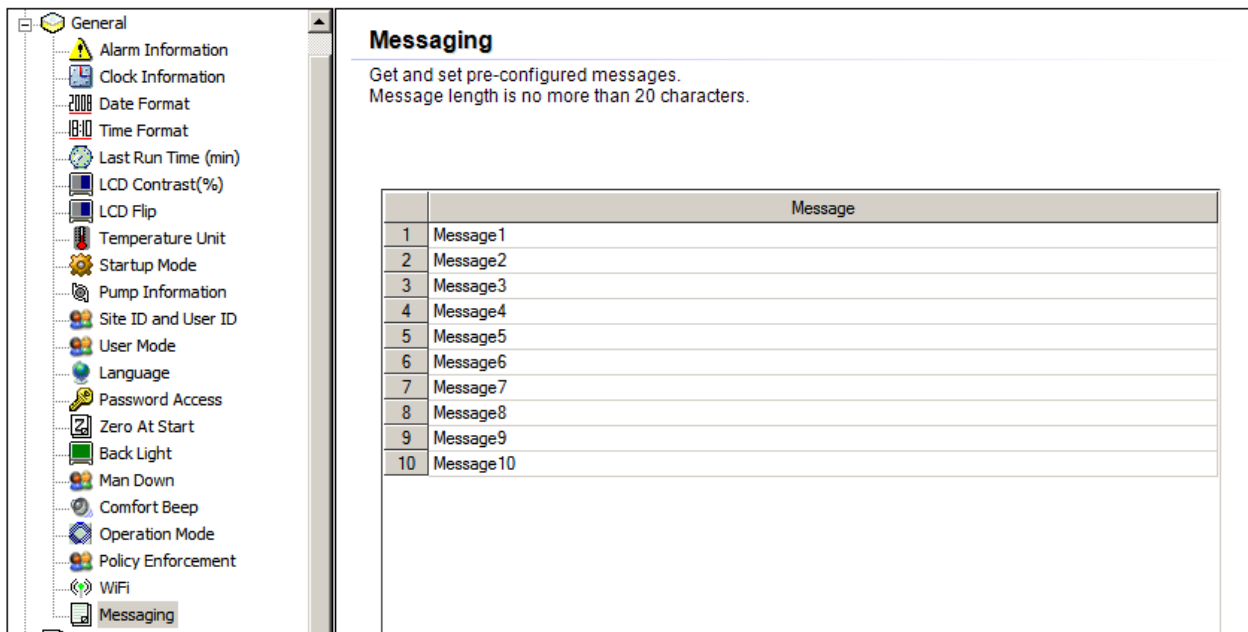 General
Alarm Information
Clock Information
Date Format
Time Format
Last Run Time (min)
LCD Contrast(%)
LCD Flip
Temperature Unit
Startup Mode
Pump Information
Site ID and User ID
User Mode
Language
Password Access
Zero At Start
Back Light
Man Down
Comfort Beep
Operation Mode
Policy Enforcement
WiFi
Messaging
Messaging
Get and set pre-configured messages.
Message length is no more than 20 characters.
Message
1 Message1
2 Message2
3 Message3
4 Message4
5 Message5
6 Message6
7 Message7
8 Message8
9 Message9
10 Message10